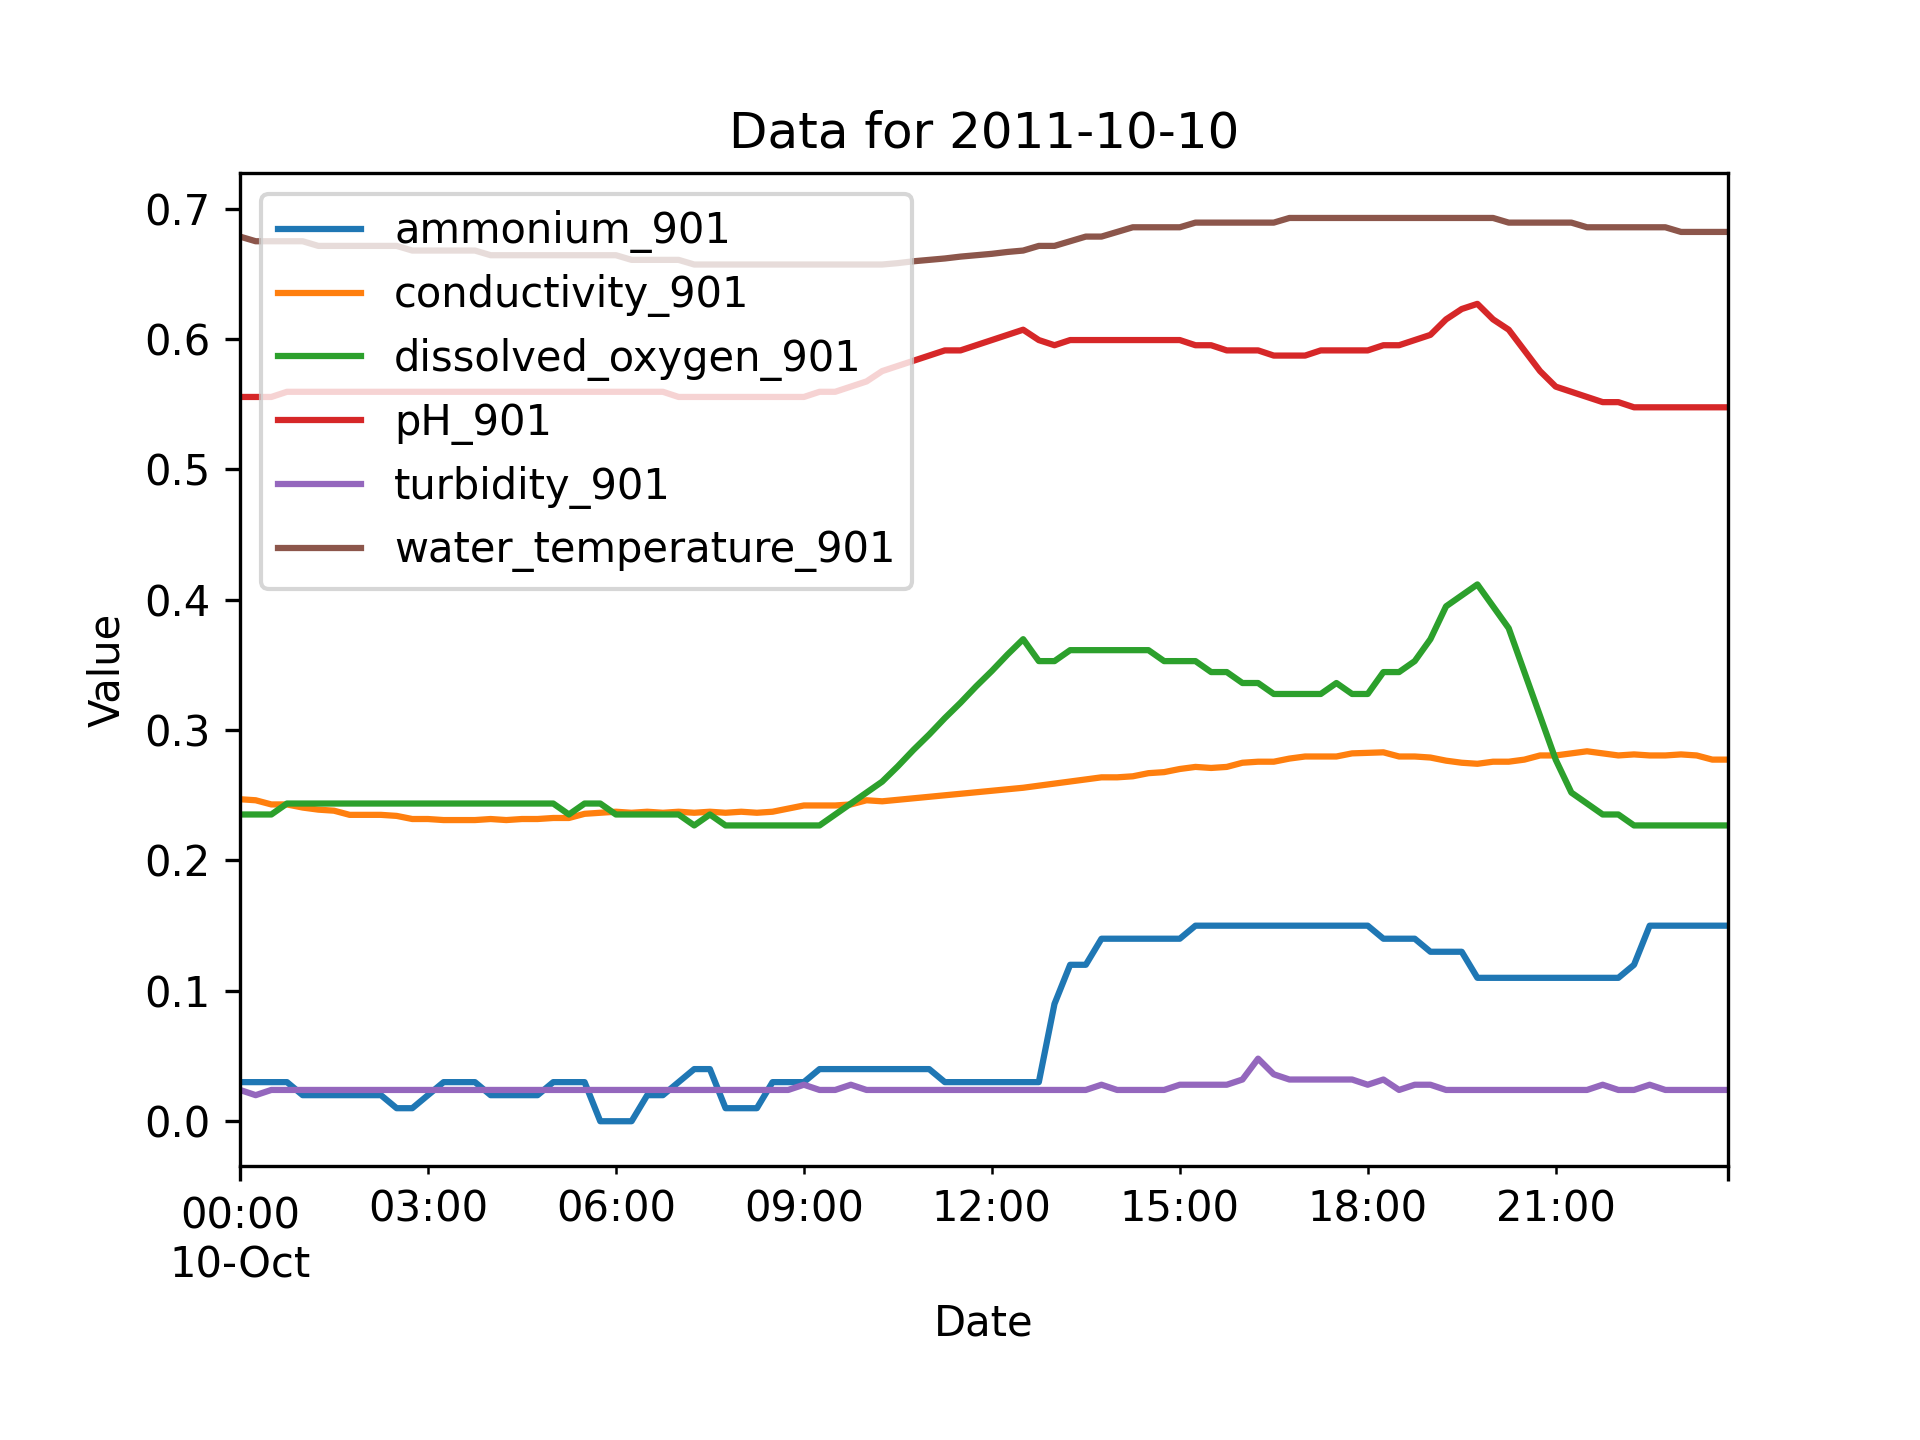 Data for 2011-10-10
ammonium_901
conductivity_901
dissolved_oxygen_901
pH_901
turbidity_901
water_temperature_901
Value
0.7
0.6
0.5
0.4
0.3
0.2
0.1
0.0
00:00 03:00 06:00 09:00 12:00 15:00 18:00 21:00
10-Oct
Date